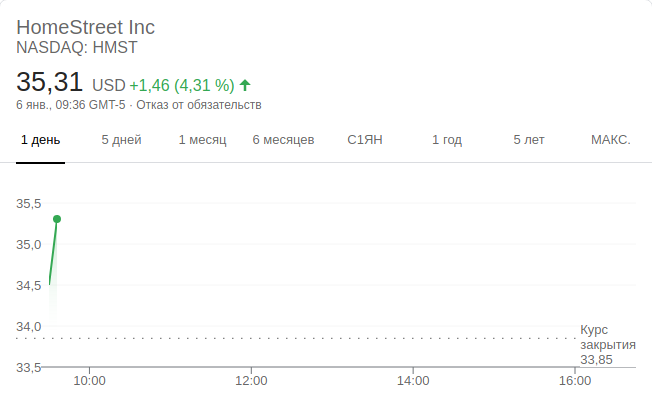 HomeStreet Inc
NASDAQ: HMST
35,31 USD +1,46 (4,31 %)
6 янв., 09:36 GMT-5 · Отказ от обязательств
1 день 5 дней 1 месяц 6 месяцев С1ЯН 1 год 5 лет МАКС.
35,5
35,0
34,5
34,0
Курс
закрытия
33,85
33,5
10:00 12:00 14:00 16:00